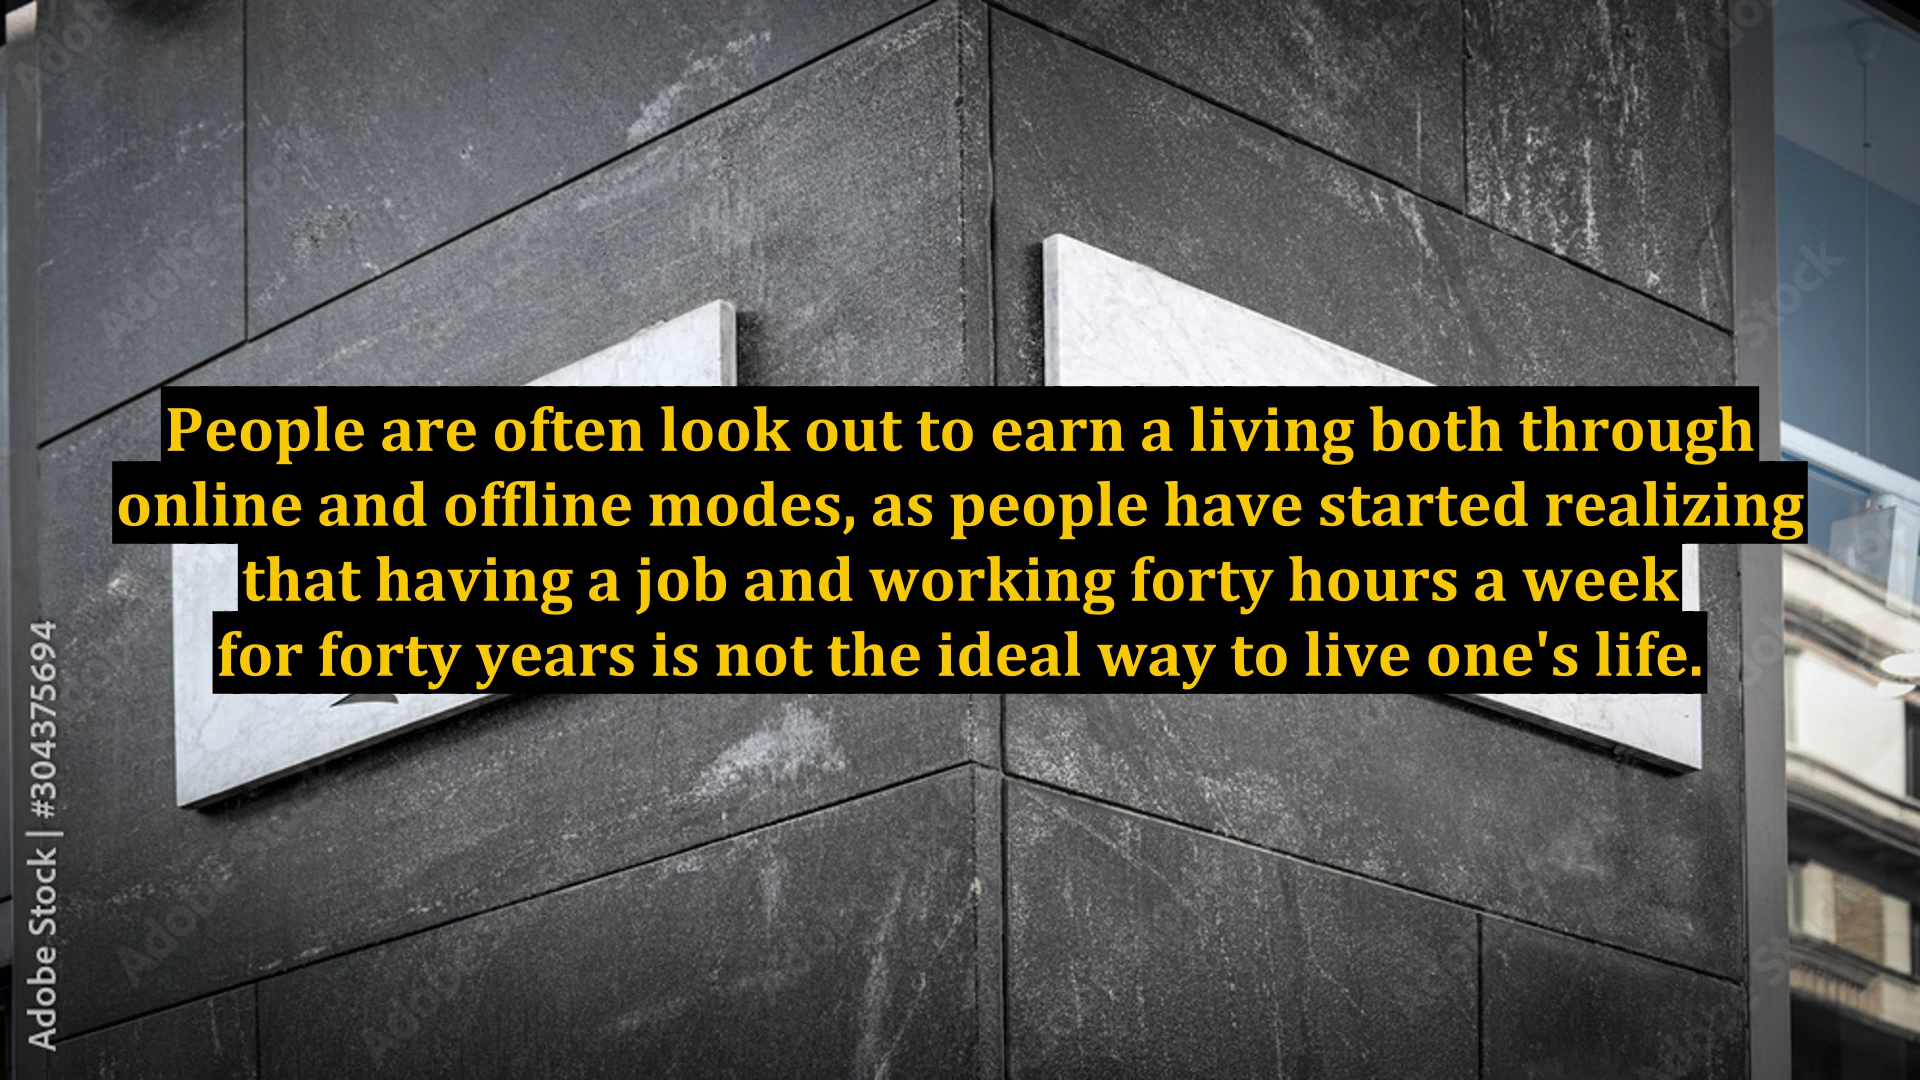 People are often look out to earn a living both through
online and offline modes, as people have started realizing
that having a job and working forty hours a week
for forty years is not the ideal way to live one's life.
Adobe Stock | #304375694